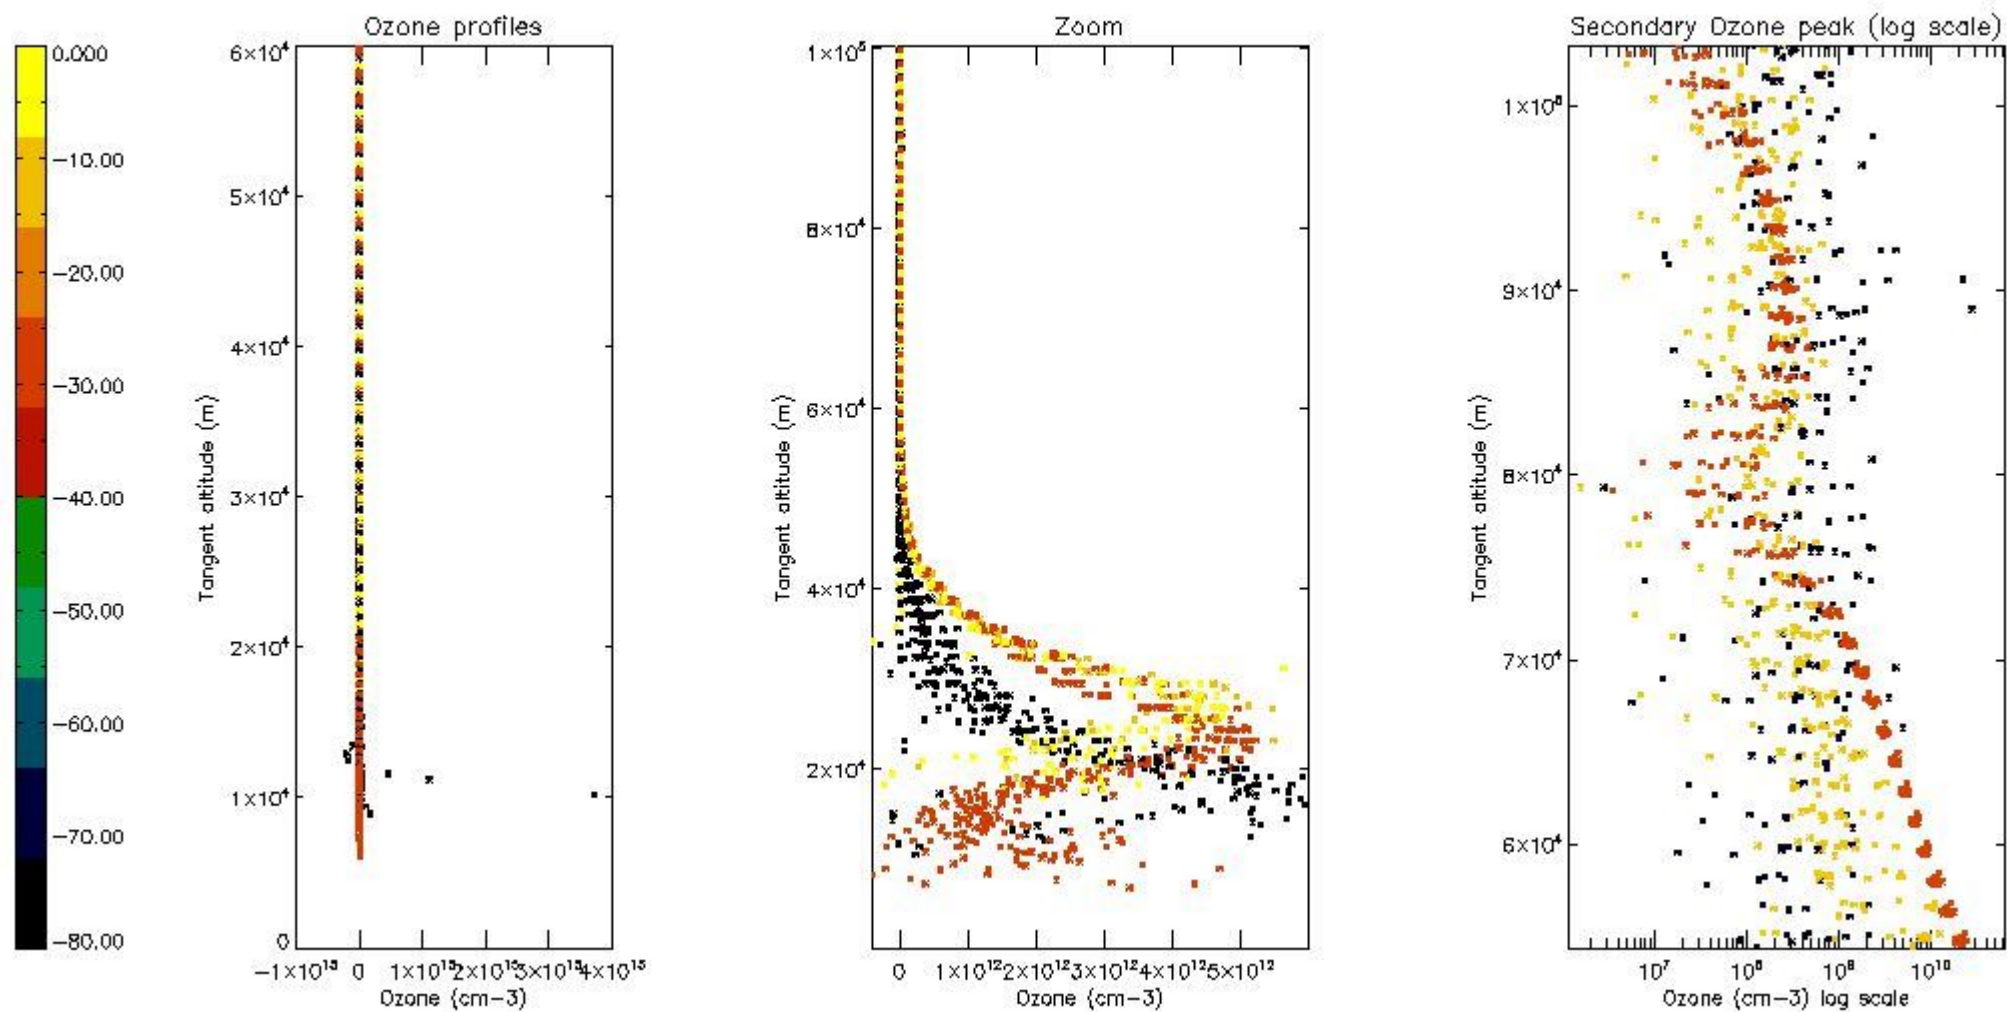 Ozone profiles
Zoom
Secondary Ozone peak (log scale)
0.000
−10.00
−20.00
−30.00
−40.00
−50.00
−60.00
−70.00
−80.00
6×10⁴
5×10⁴
4×10⁴
3×10⁴
2×10⁴
1×10⁴
0
Tangent altitude (m)
−1×10¹⁵ 0 1×10¹⁵ 2×10¹⁵ 3×10¹⁵ 4×10¹⁵
Ozone (cm−3)
1×10⁵
8×10⁴
6×10⁴
4×10⁴
2×10⁴
Tangent altitude (m)
0 1×10¹² 2×10¹² 3×10¹² 4×10¹² 5×10¹²
Ozone (cm−3)
1×10⁵
9×10⁴
8×10⁴
7×10⁴
6×10⁴
Tangent altitude (m)
10⁷ 10⁸ 10⁹ 10¹⁰
Ozone (cm−3) log scale